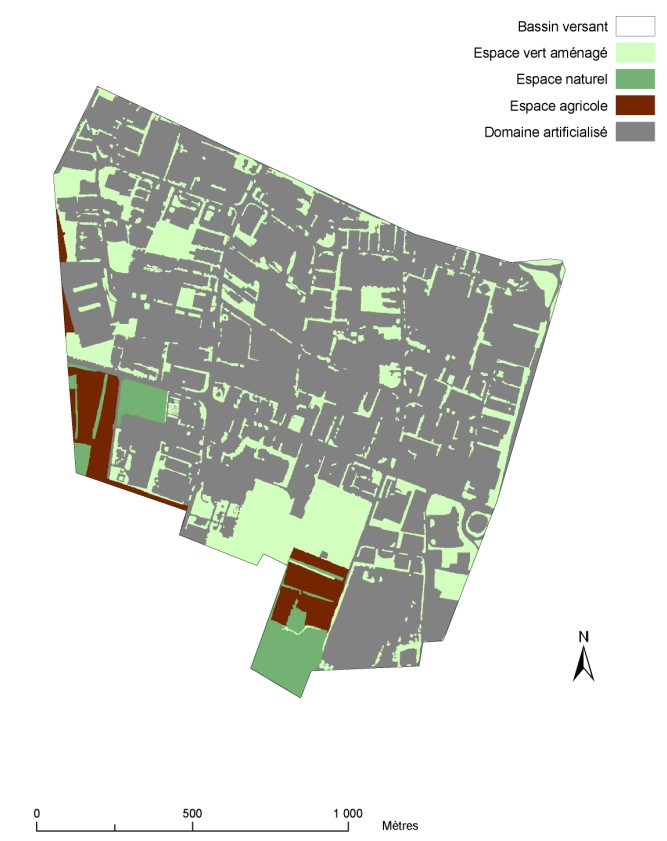 Bassin versant
Espace vert aménagé
Espace naturel
Espace agricole
Domaine artificialisé
N
0 500 1 000
Mètres